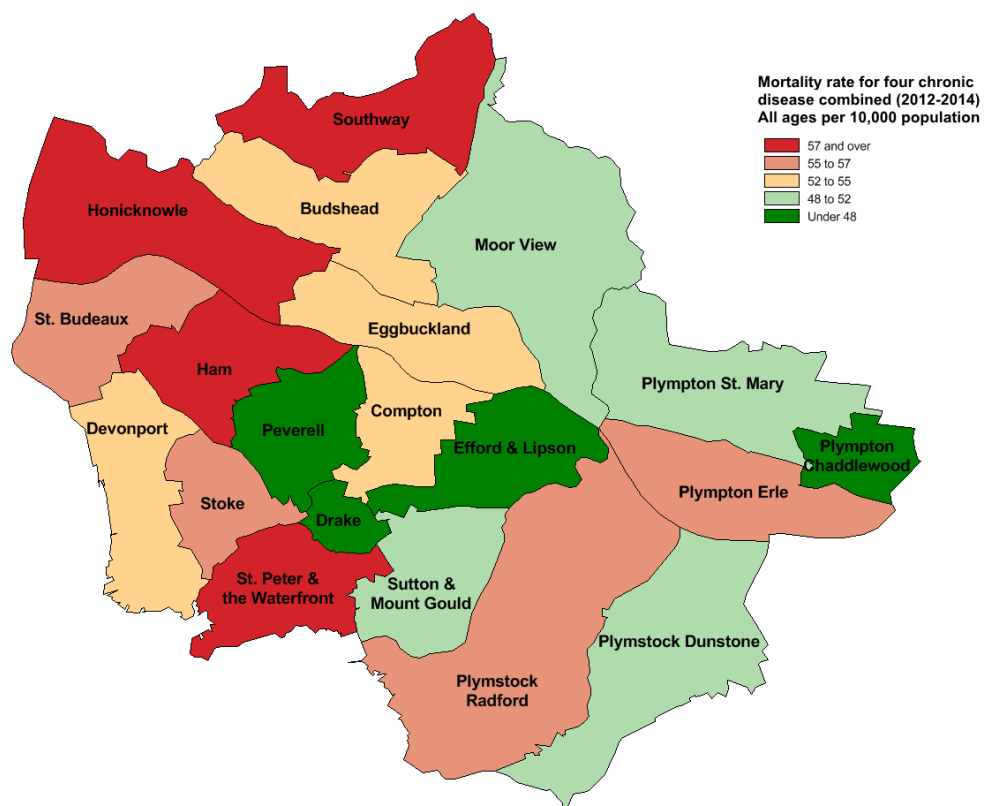 Mortality rate for four chronic
disease combined (2012-2014)
All ages per 10,000 population
57 and over
55 to 57
52 to 55
48 to 52
Under 48
Southway
Honicknowle
Budshead
Moor View
St. Budeaux
Eggbuckland
Ham
Plympton St. Mary
Compton
Devonport
Peverell
Efford & Lipson
Plympton
Chaddlewood
Plympton Erle
Stoke
Drake
St. Peter &
the Waterfront
Sutton &
Mount Gould
Plymstock Dunstone
Plymstock
Radford